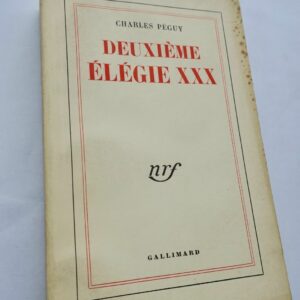 CHARLES PÉGUY
DEUXIÈME
ÉLÉGIE XXX
nrf
GALLIMARD